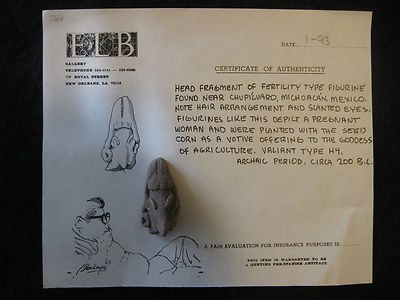 ELB
DATE 1-93
GALLERY
ROYAL STREET
NEW ORLEANS, LA.
CERTIFICATE OF AUTHENTICITY
HEAD FRAGMENT OF FERTILITY TYPE FIGURINE
FOUND NEAR CHUPICUARO, MICHOACAN, MEXICO.
NOTE HAIR ARRANGEMENT AND SLANTED EYES.
FIGURINES LIKE THIS DEPICT A PREGNANT
WOMAN AND WERE PLANTED WITH THE SEED
CORN AS A VOTIVE OFFERING TO THE GODDESS
OF AGRICULTURE. VALIANT TYPE H4.
ARCHAIC PERIOD, CIRCA 200 B.C.
A FAIR EVALUATION FOR INSURANCE PURPOSES IS
THIS ITEM IS WARRANTED TO BE
A GENUINE PRE-SPANISH ARTIFACT